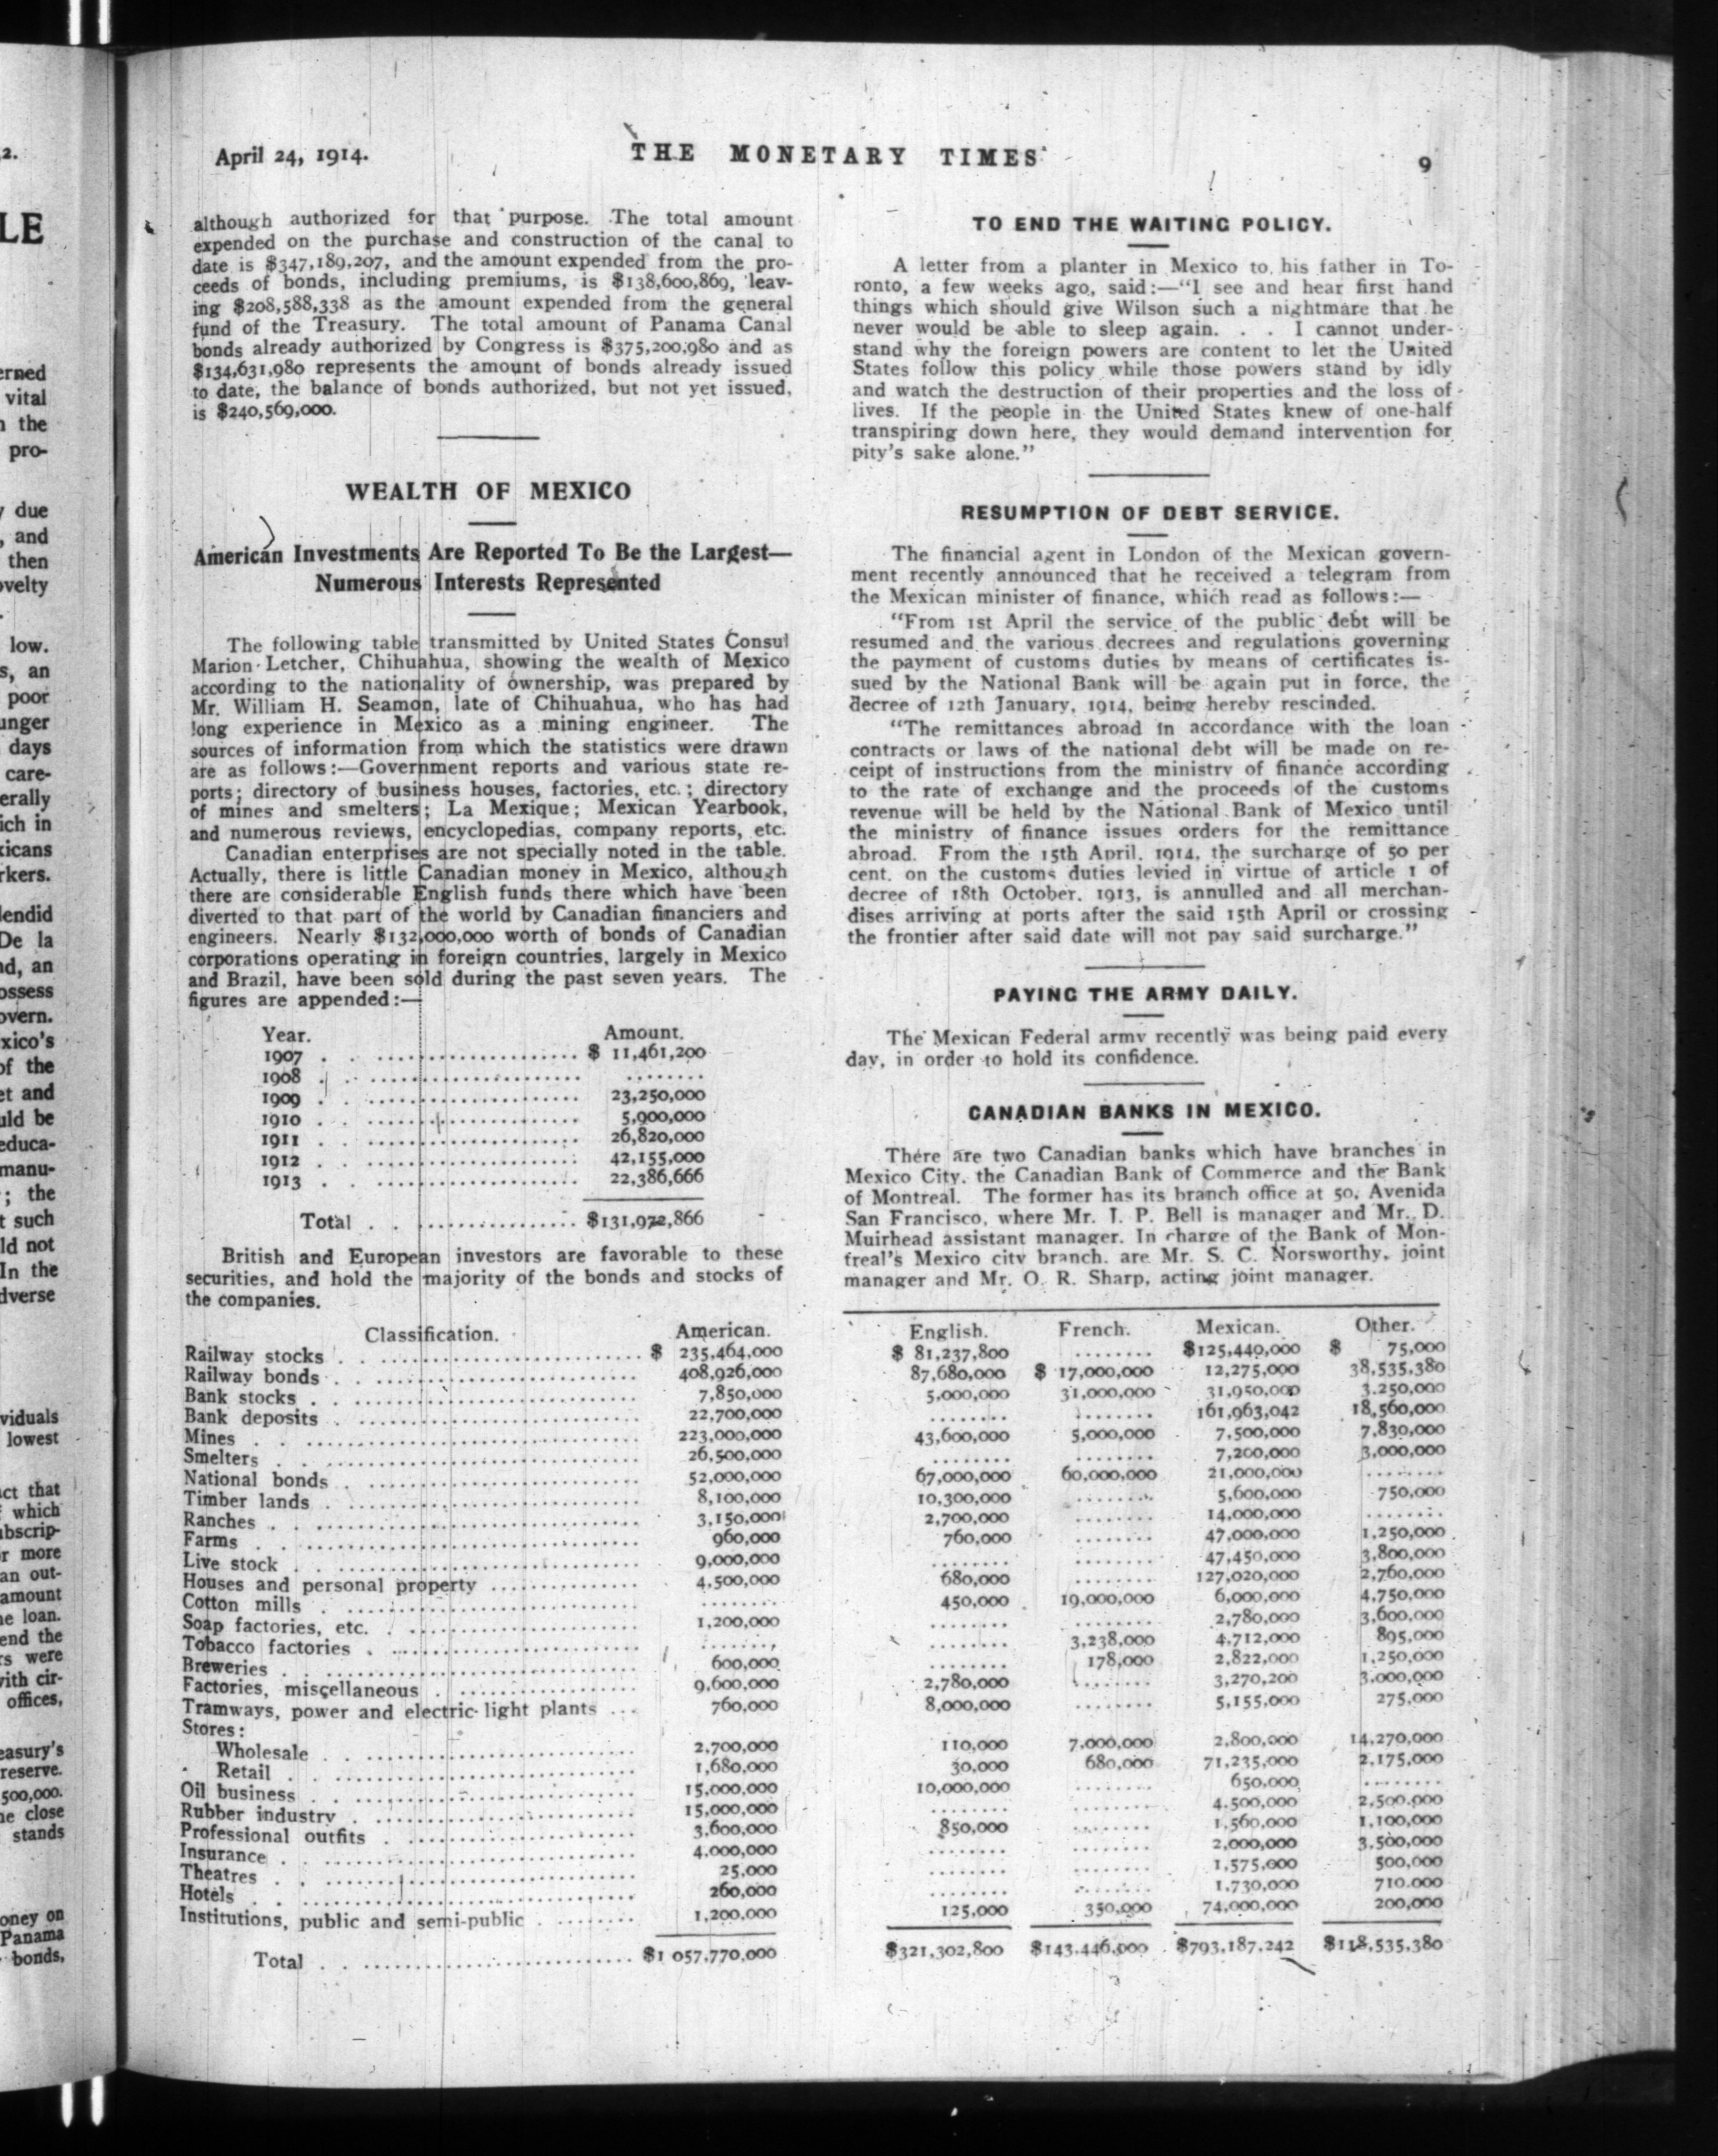 April 24, 1914.
THE MONETARY TIMES
9
although authorized for that purpose. The total amount
expended on the purchase and construction of the canal to
date is $347,189,207, and the amount expended from the pro-
ceeds of bonds, including premiums, is $138,600,869, leav-
ing $208,588,338 as the amount expended from the general
fund of the Treasury. The total amount of Panama Canal
bonds already authorized by Congress is $375,200,980 and as
$134,631,980 represents the amount of bonds already issued
to date, the balance of bonds authorized, but not yet issued,
is $240,569,000.
WEALTH OF MEXICO
American Investments Are Reported To Be the Largest—
Numerous Interests Represented
The following table transmitted by United States Consul
Marion Letcher, Chihuahua, showing the wealth of Mexico
according to the nationality of ownership, was prepared by
Mr. William H. Seamon, late of Chihuahua, who has had
long experience in Mexico as a mining engineer. The
sources of information from which the statistics were drawn
are as follows:—Government reports and various state re-
ports; directory of business houses, factories, etc.; directory
of mines and smelters; La Mexique; Mexican Yearbook,
and numerous reviews, encyclopedias, company reports, etc.
Canadian enterprises are not specially noted in the table.
Actually, there is little Canadian money in Mexico, although
there are considerable English funds there which have been
diverted to that part of the world by Canadian financiers and
engineers. Nearly $132,000,000 worth of bonds of Canadian
corporations operating in foreign countries, largely in Mexico
and Brazil, have been sold during the past seven years. The
figures are appended:—
Year. Amount.
1907 . . .................... $ 11,461,200
1908 . . .................... ........
1909 . . .................... 23,250,000
1910 . . .................... 5,900,000
1911 . . .................... 26,820,000
1912 . . .................... 42,155,000
1913 . . .................... 22,386,666
Total . . ............... $131,972,866
British and European investors are favorable to these
securities, and hold the majority of the bonds and stocks of
the companies.
TO END THE WAITING POLICY.
A letter from a planter in Mexico to his father in To-
ronto, a few weeks ago, said:—"I see and hear first hand
things which should give Wilson such a nightmare that he
never would be able to sleep again. . . I cannot under-
stand why the foreign powers are content to let the United
States follow this policy while those powers stand by idly
and watch the destruction of their properties and the loss of
lives. If the people in the United States knew of one-half
transpiring down here, they would demand intervention for
pity's sake alone."
RESUMPTION OF DEBT SERVICE.
The financial agent in London of the Mexican govern-
ment recently announced that he received a telegram from
the Mexican minister of finance, which read as follows:—
"From 1st April the service of the public debt will be
resumed and the various decrees and regulations governing
the payment of customs duties by means of certificates is-
sued by the National Bank will be again put in force, the
decree of 12th January, 1914, being hereby rescinded.
"The remittances abroad in accordance with the loan
contracts or laws of the national debt will be made on re-
ceipt of instructions from the ministry of finance according
to the rate of exchange and the proceeds of the customs
revenue will be held by the National Bank of Mexico until
the ministry of finance issues orders for the remittance
abroad. From the 15th April, 1914, the surcharge of 50 per
cent. on the customs duties levied in virtue of article 1 of
decree of 18th October, 1913, is annulled and all merchan-
dises arriving at ports after the said 15th April or crossing
the frontier after said date will not pay said surcharge."
PAYING THE ARMY DAILY.
The Mexican Federal army recently was being paid every
day, in order to hold its confidence.
CANADIAN BANKS IN MEXICO.
There are two Canadian banks which have branches in
Mexico City, the Canadian Bank of Commerce and the Bank
of Montreal. The former has its branch office at 50, Avenida
San Francisco, where Mr. J. P. Bell is manager and Mr. D.
Muirhead assistant manager. In charge of the Bank of Mon-
treal's Mexico city branch, are Mr. S. C. Norsworthy, joint
manager and Mr. O. R. Sharp, acting joint manager.
Classification. American. English. French. Mexican. Other.
Railway stocks . . $ 235,464,000 $ 81,237,800 ........ $125,440,000 $ 75,000
Railway bonds . . 408,926,000 87,680,000 $ 17,000,000 12,275,000 38,535,380
Bank stocks . . 7,850,000 5,000,000 31,000,000 31,950,000 3,250,000
Bank deposits . 22,700,000 ........ ........ 161,963,042 18,560,000
Mines . . 223,000,000 43,600,000 5,000,000 7,500,000 7,830,000
Smelters . . 26,500,000 ........ ........ 7,200,000 3,000,000
National bonds . . 52,000,000 67,000,000 60,000,000 21,000,000 ........
Timber lands . 8,100,000 10,300,000 ........ 5,600,000 750,000
Ranches . . 3,150,000 2,700,000 ........ 14,000,000 ........
Farms . . 960,000 760,000 ........ 47,000,000 1,250,000
Live stock . . 9,000,000 ........ ........ 47,450,000 3,800,000
Houses and personal property ........ 4,500,000 680,000 ........ 127,020,000 2,760,000
Cotton mills . ........ 450,000 19,000,000 6,000,000 4,750,000
Soap factories, etc. . 1,200,000 ........ ........ 2,780,000 3,600,000
Tobacco factories . ........ ........ 3,238,000 4,712,000 895,000
Breweries . . 600,000 ........ 178,000 2,822,000 1,250,000
Factories, miscellaneous . 9,600,000 2,780,000 ........ 3,270,200 3,000,000
Tramways, power and electric light plants ... 760,000 8,000,000 ........ 5,155,000 275,000
Stores:
Wholesale . . 2,700,000 110,000 7,000,000 2,800,000 14,270,000
Retail . . 1,680,000 30,000 680,000 71,235,000 2,175,000
Oil business . . 15,000,000 10,000,000 ........ 650,000 ........
Rubber industry . 15,000,000 ........ ........ 4,500,000 2,500,000
Professional outfits . 3,600,000 850,000 ........ 1,560,000 1,100,000
Insurance . . 4,000,000 ........ ........ 2,000,000 3,500,000
Theatres . . 25,000 ........ ........ 1,575,000 500,000
Hotels . . 260,000 ........ ........ 1,730,000 710,000
Institutions, public and semi-public . ........ 1,200,000 125,000 350,000 74,000,000 200,000
Total . . $1 057,770,000 $321,302,800 $143,446,000 $793,187,242 $118,535,380